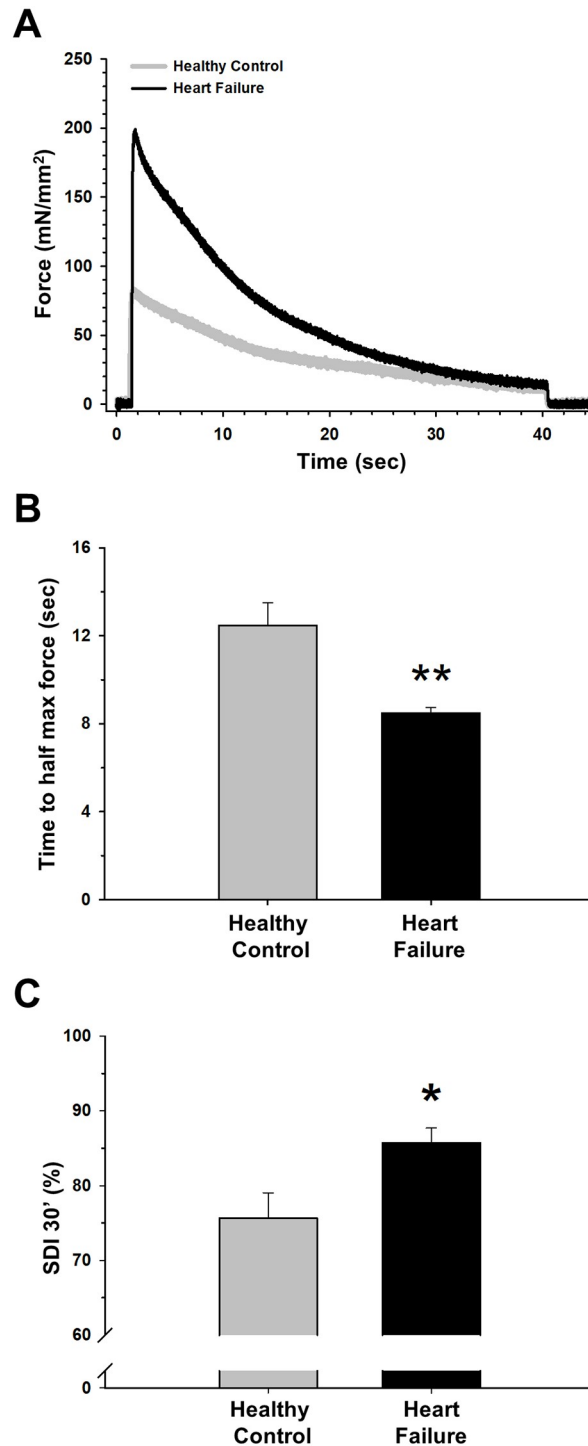 A
250
200
150
100
50
0
Force (mN/mm²)
Healthy Control
Heart Failure
0 10 20 30 40
Time (sec)
B
16
12
8
4
0
Time to half max force (sec)
**
Healthy
Control
Heart
Failure
C
100
90
80
70
60
0
SDI 30’ (%)
*
Healthy
Control
Heart
Failure